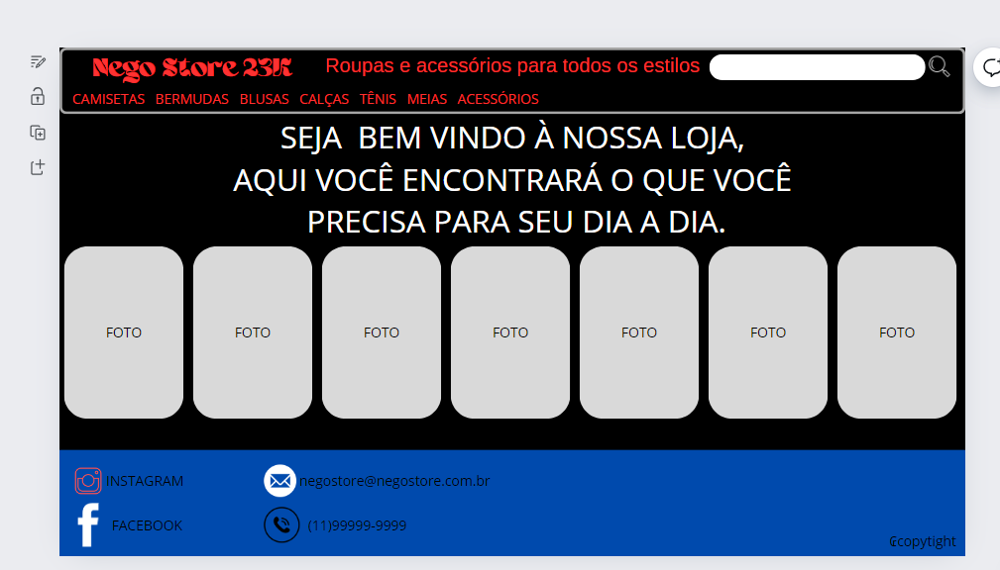 Nego Store 23K Roupas e acessórios para todos os estilos
CAMISETAS BERMUDAS BLUSAS CALÇAS TÊNIS MEIAS ACESSÓRIOS
SEJA BEM VINDO À NOSSA LOJA,
AQUI VOCÊ ENCONTRARÁ O QUE VOCÊ
PRECISA PARA SEU DIA A DIA.
FOTO FOTO FOTO FOTO FOTO FOTO FOTO
INSTAGRAM negostore@negostore.com.br
FACEBOOK (11)99999-9999
©copytight